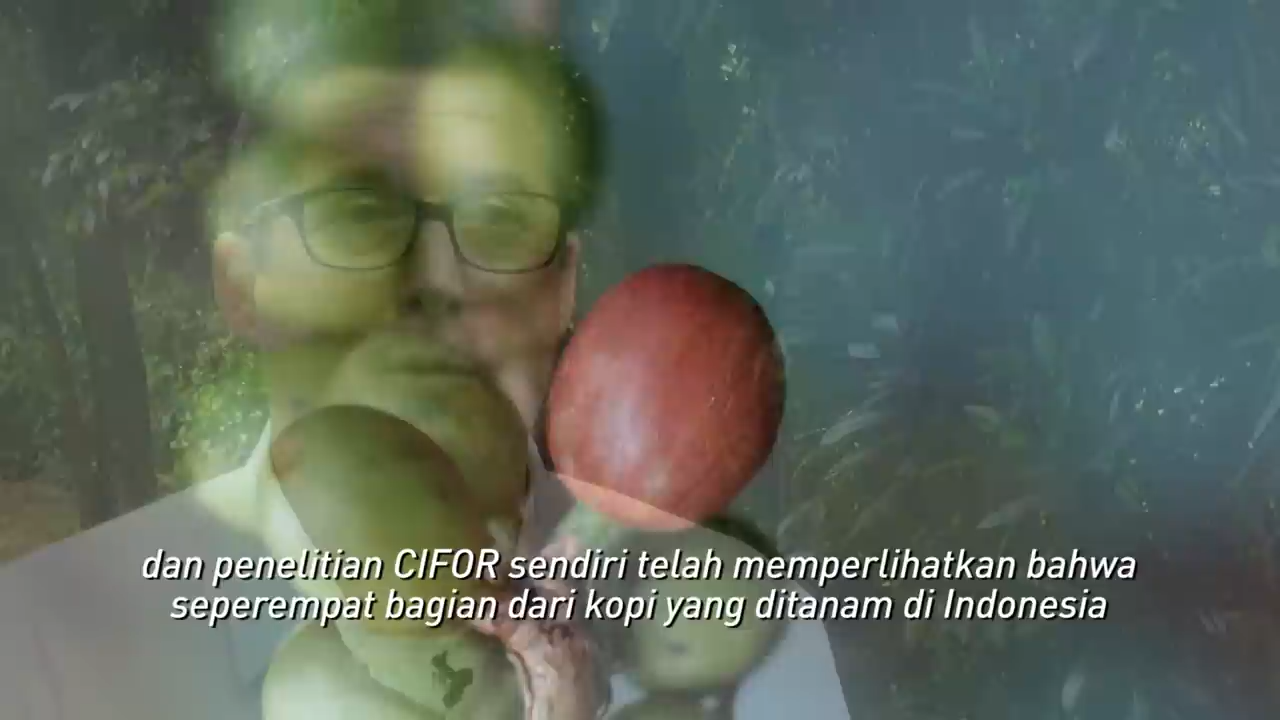 dan penelitian CIFOR sendiri telah memperlihatkan bahwa
seperempat bagian dari kopi yang ditanam di Indonesia